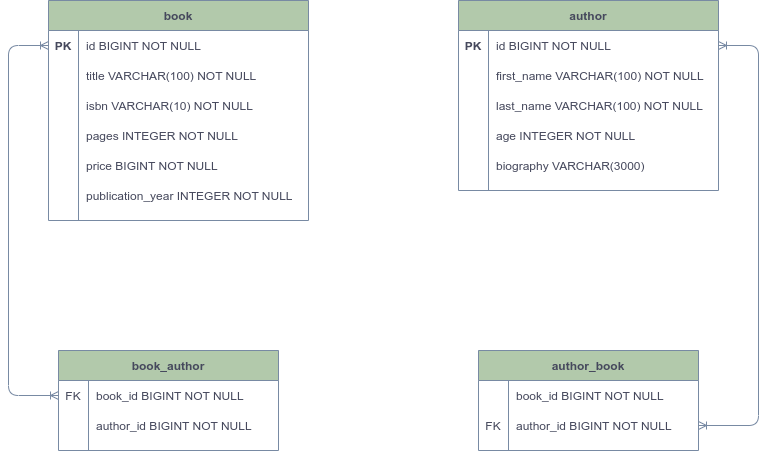 book
PK id BIGINT NOT NULL
title VARCHAR(100) NOT NULL
isbn VARCHAR(10) NOT NULL
pages INTEGER NOT NULL
price BIGINT NOT NULL
publication_year INTEGER NOT NULL
author
PK id BIGINT NOT NULL
first_name VARCHAR(100) NOT NULL
last_name VARCHAR(100) NOT NULL
age INTEGER NOT NULL
biography VARCHAR(3000)
book_author
FK book_id BIGINT NOT NULL
author_id BIGINT NOT NULL
author_book
book_id BIGINT NOT NULL
FK author_id BIGINT NOT NULL